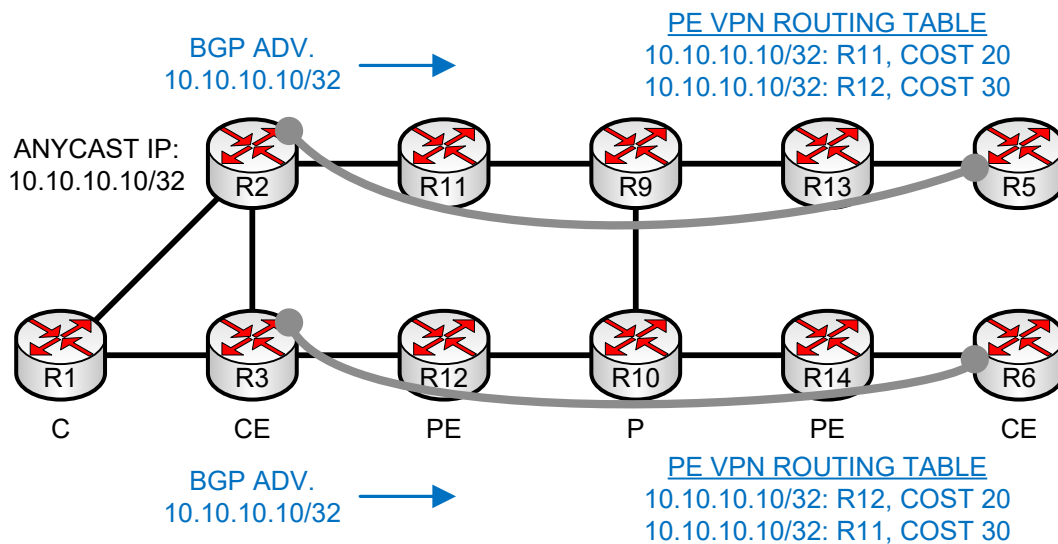 BGP ADV.
10.10.10.10/32
PE VPN ROUTING TABLE
10.10.10.10/32: R11, COST 20
10.10.10.10/32: R12, COST 30
ANYCAST IP:
10.10.10.10/32
R2
R11
R9
R13
R5
R1
R3
R12
R10
R14
R6
C
CE
PE
P
PE
CE
BGP ADV.
10.10.10.10/32
PE VPN ROUTING TABLE
10.10.10.10/32: R12, COST 20
10.10.10.10/32: R11, COST 30